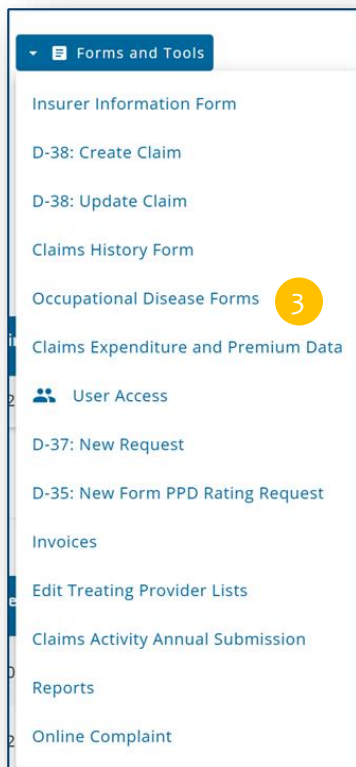 Forms and Tools
Insurer Information Form
D-38: Create Claim
D-38: Update Claim
Claims History Form
Occupational Disease Forms 3
Claims Expenditure and Premium Data
User Access
D-37: New Request
D-35: New Form PPD Rating Request
Invoices
Edit Treating Provider Lists
Claims Activity Annual Submission
Reports
Online Complaint